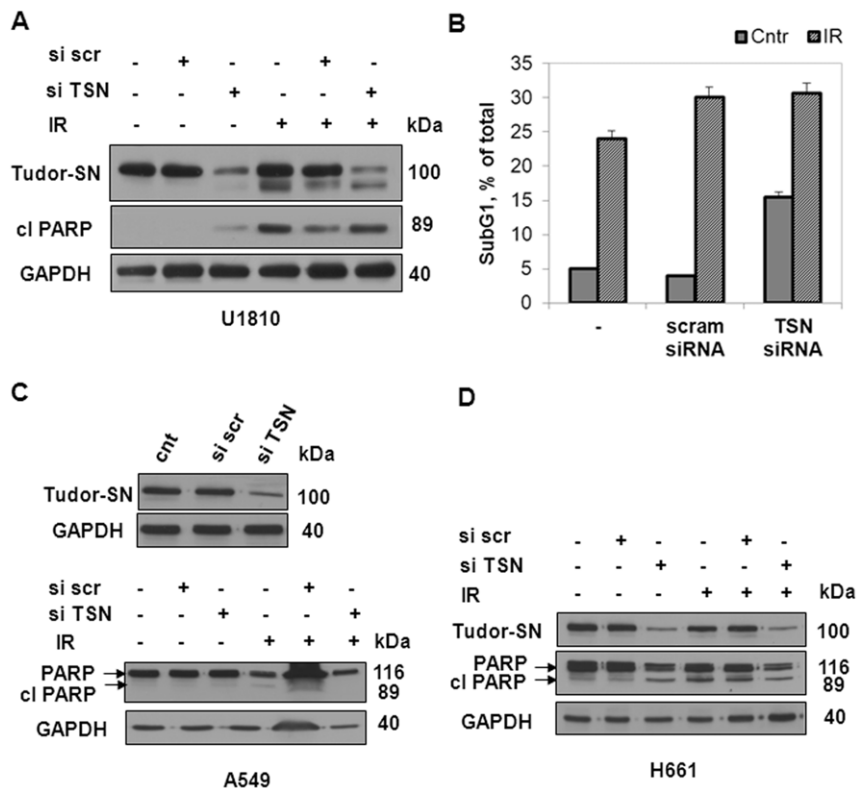 A
si scr - + - - + -
si TSN - - + - - +
IR - - - + + + kDa
Tudor-SN 100
cl PARP 89
GAPDH 40
U1810
B
Cntr IR
SubG1, % of total
35
30
25
20
15
10
5
0
- scram siRNA TSN siRNA
C
cnt si scr si TSN kDa
Tudor-SN 100
GAPDH 40
si scr - + - - + -
si TSN - - + - - +
IR - - - + + + kDa
PARP 116
cl PARP 89
GAPDH 40
A549
D
si scr - + - - + -
si TSN - - + - - +
IR - - - + + + kDa
Tudor-SN 100
PARP 116
cl PARP 89
GAPDH 40
H661